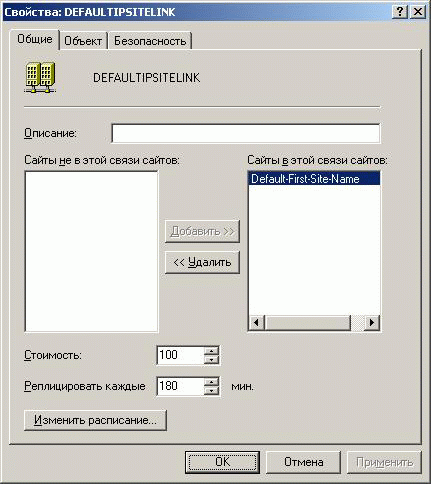 Свойства: DEFAULTIPSITELINK
Общие Объект Безопасность
DEFAULTIPSITELINK
Описание:
Сайты не в этой связи сайтов: Сайты в этой связи сайтов:
Default-First-Site-Name
Добавить >>
<< Удалить
Стоимость: 100
Реплицировать каждые 180 мин.
Изменить расписание...
OK Отмена Применить